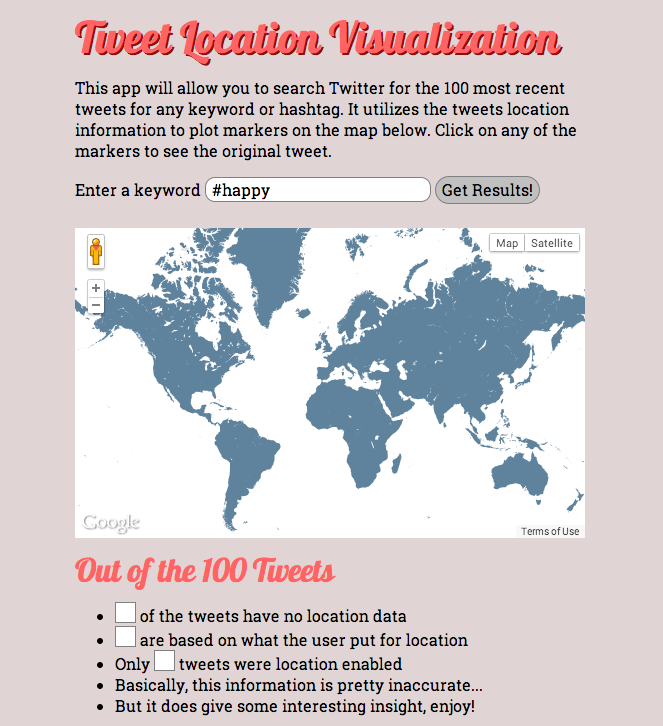 Tweet Location Visualization
This app will allow you to search Twitter for the 100 most recent
tweets for any keyword or hashtag. It utilizes the tweets location
information to plot markers on the map below. Click on any of the
markers to see the original tweet.
Enter a keyword #happy Get Results!
Map Satellite
+
−
Google
Terms of Use
Out of the 100 Tweets
• of the tweets have no location data
• are based on what the user put for location
• Only tweets were location enabled
• Basically, this information is pretty inaccurate...
• But it does give some interesting insight, enjoy!